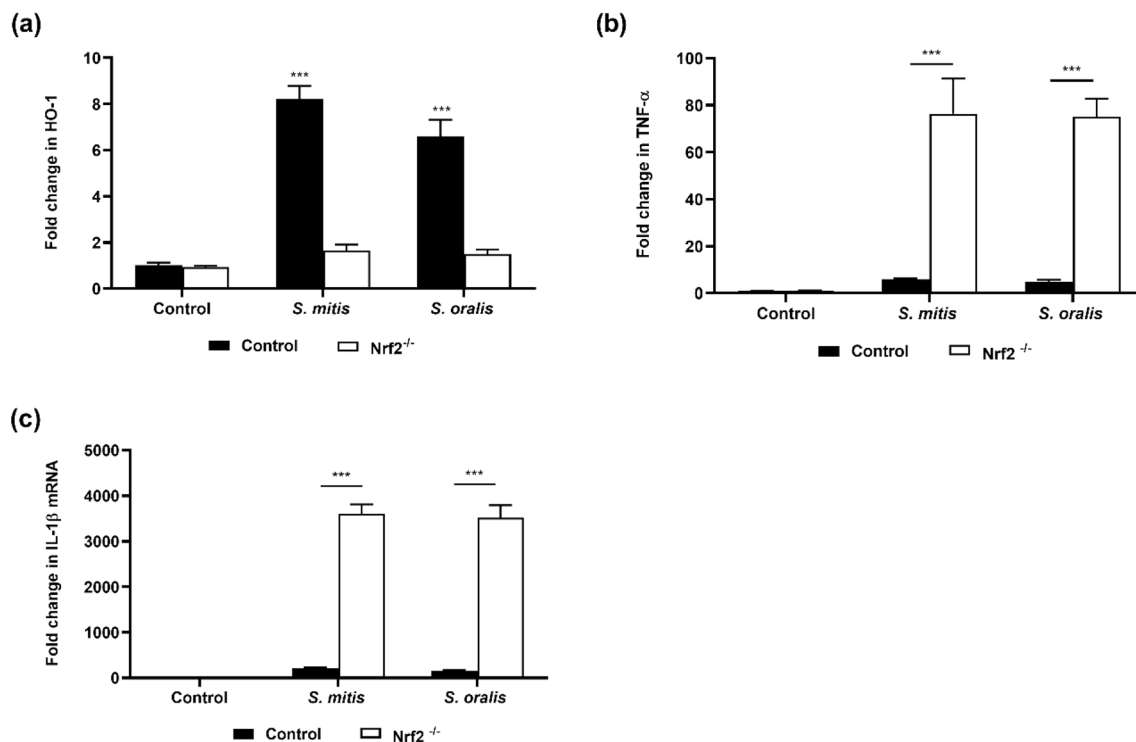 (a)
Fold change in HO-1
10
8
6
4
2
0
***
***
Control
S. mitis
S. oralis
Control
Nrf2-/-
(b)
Fold change in TNF-α
100
80
60
40
20
0
***
***
Control
S. mitis
S. oralis
Control
Nrf2 -/-
(c)
Fold change in IL-1β mRNA
5000
4000
3000
2000
1000
0
***
***
Control
S. mitis
S. oralis
Control
Nrf2 -/-